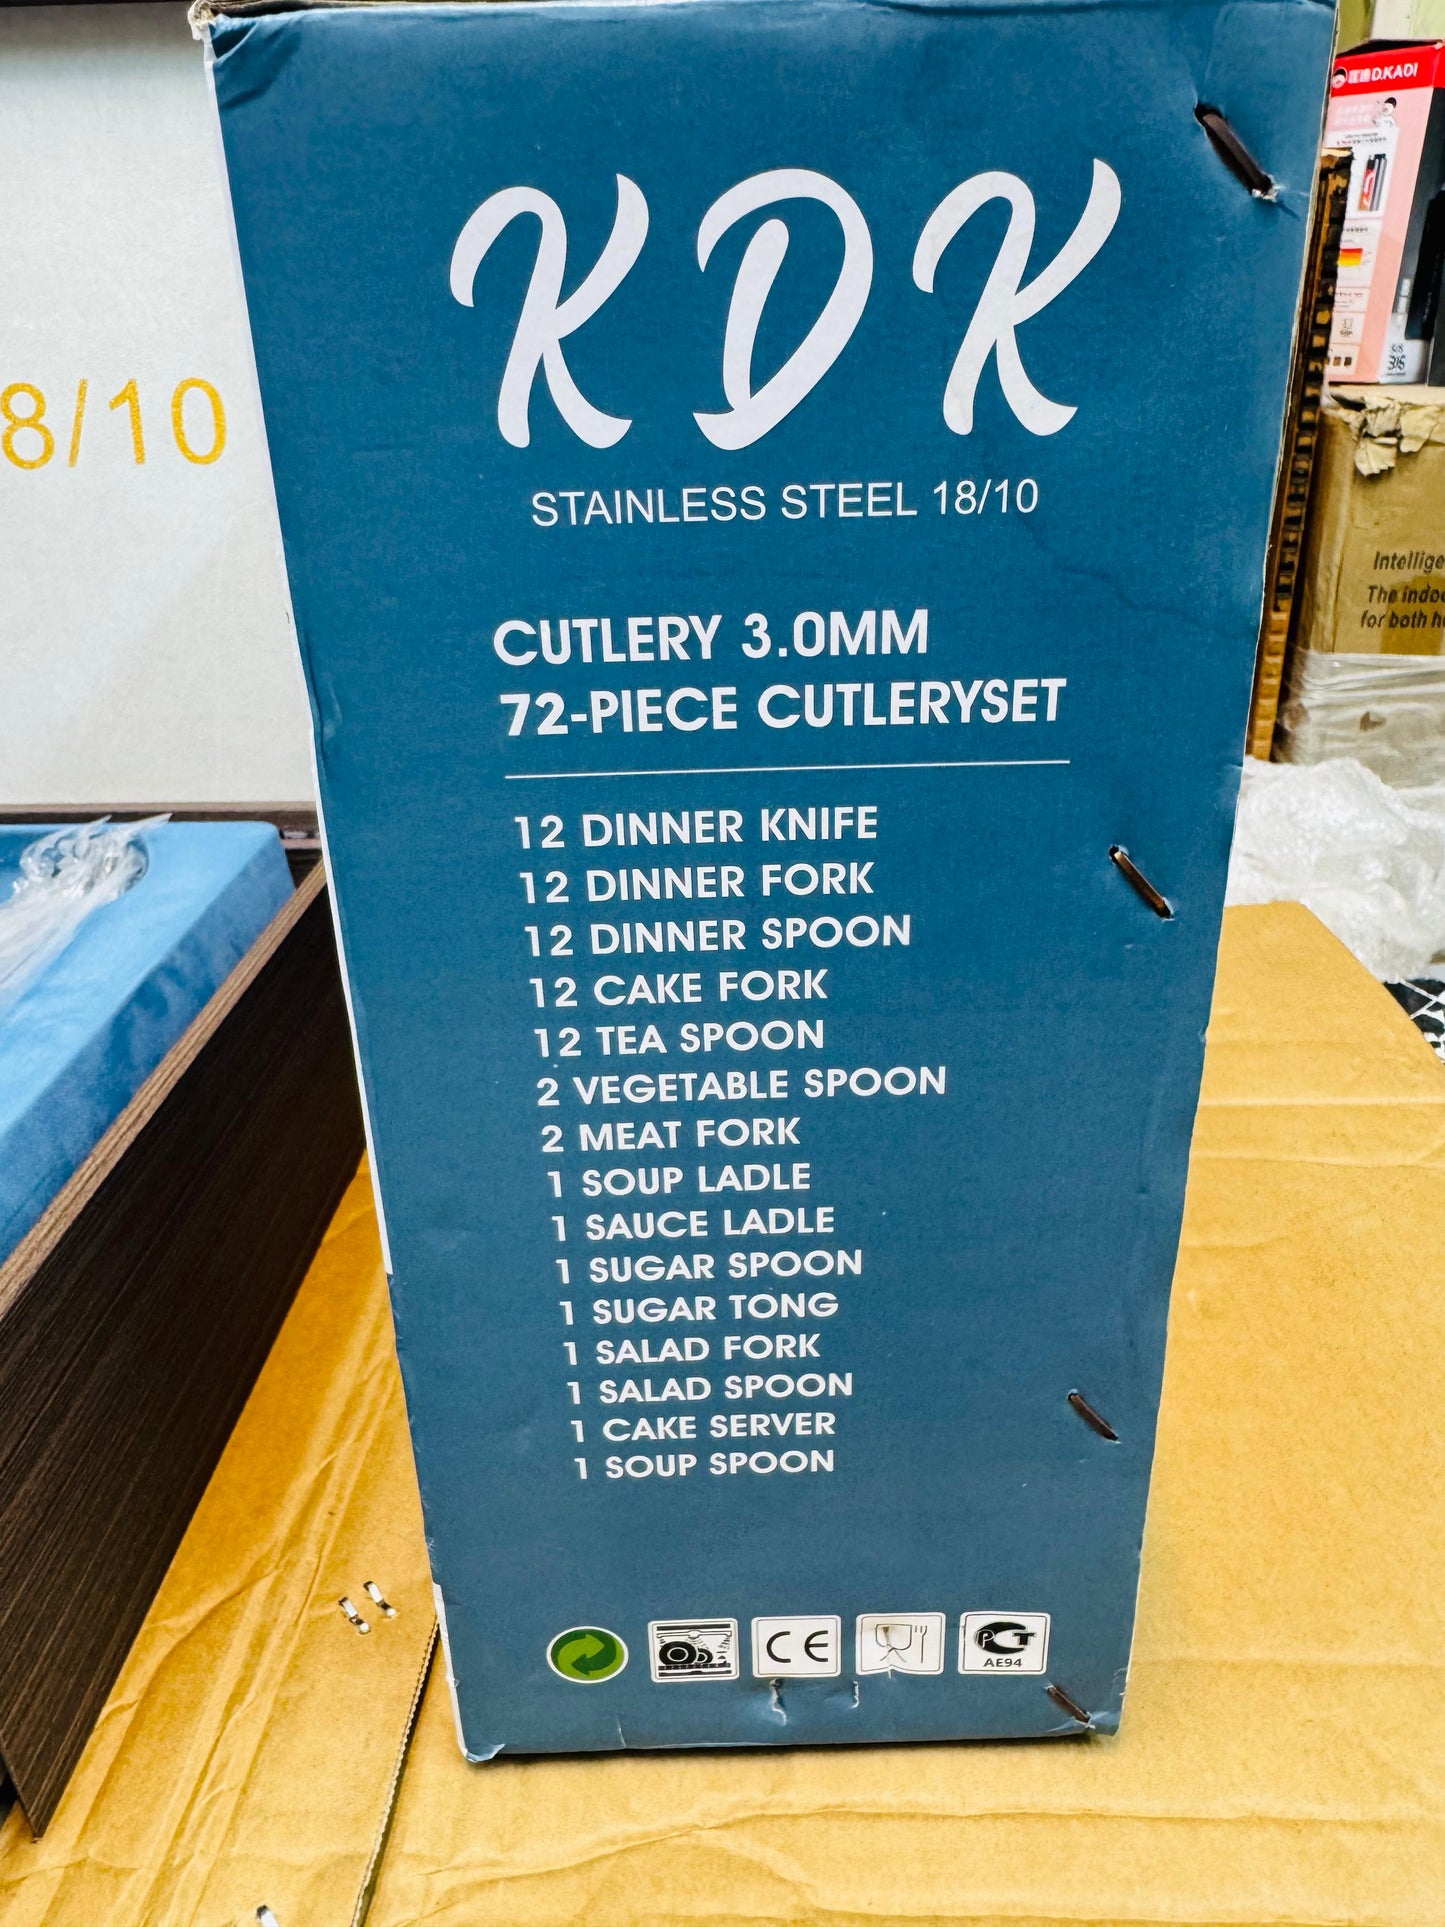 KDK
STAINLESS STEEL 18/10
CUTLERY 3.0MM
72-PIECE CUTLERYSET
12 DINNER KNIFE
12 DINNER FORK
12 DINNER SPOON
12 CAKE FORK
12 TEA SPOON
2 VEGETABLE SPOON
2 MEAT FORK
1 SOUP LADLE
1 SAUCE LADLE
1 SUGAR SPOON
1 SUGAR TONG
1 SALAD FORK
1 SALAD SPOON
1 CAKE SERVER
1 SOUP SPOON
CE
PCT
AE94
8/10
D.KADI
316
Intellige
The indoo
for both h